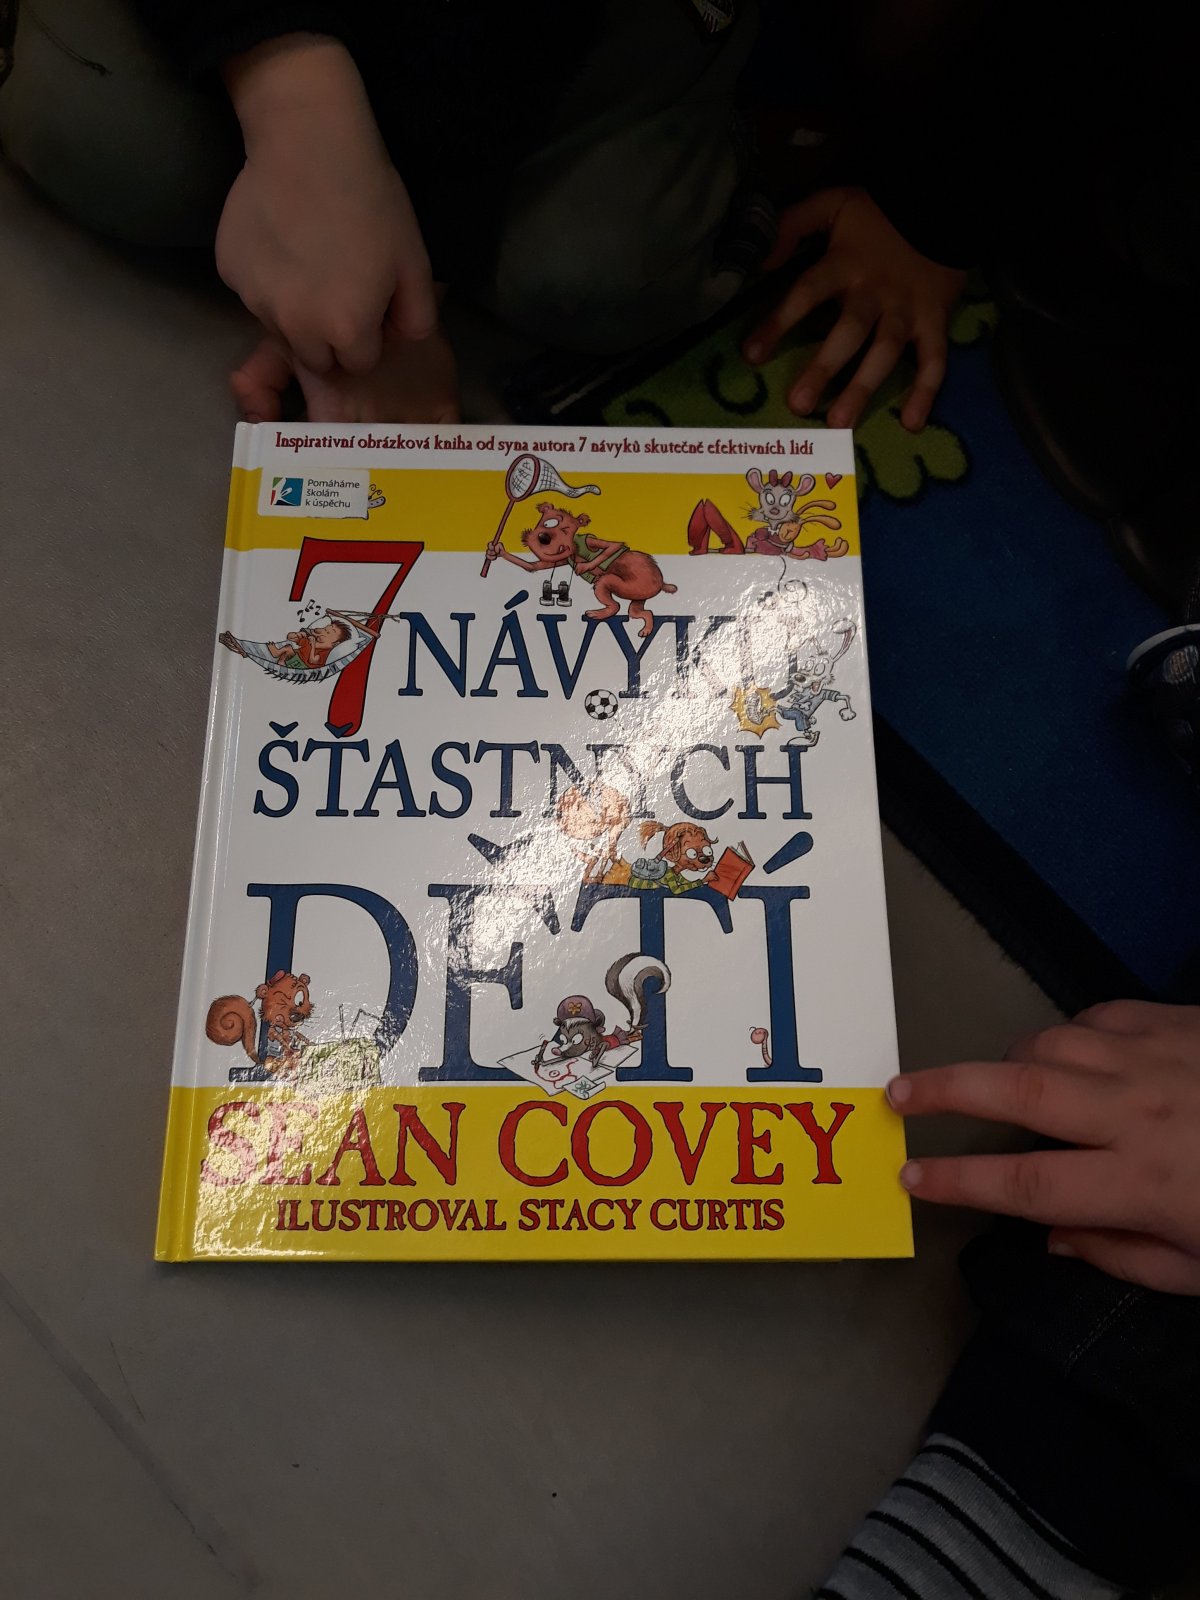 Inspirativní obrázková kniha od syna autora 7 návyků skutečně efektivních lidí
Pomáháme
školám
k úspěchu
7 NÁVYKŮ
ŠŤASTNÝCH
DĚTÍ
SEAN COVEY
ILUSTROVAL STACY CURTIS